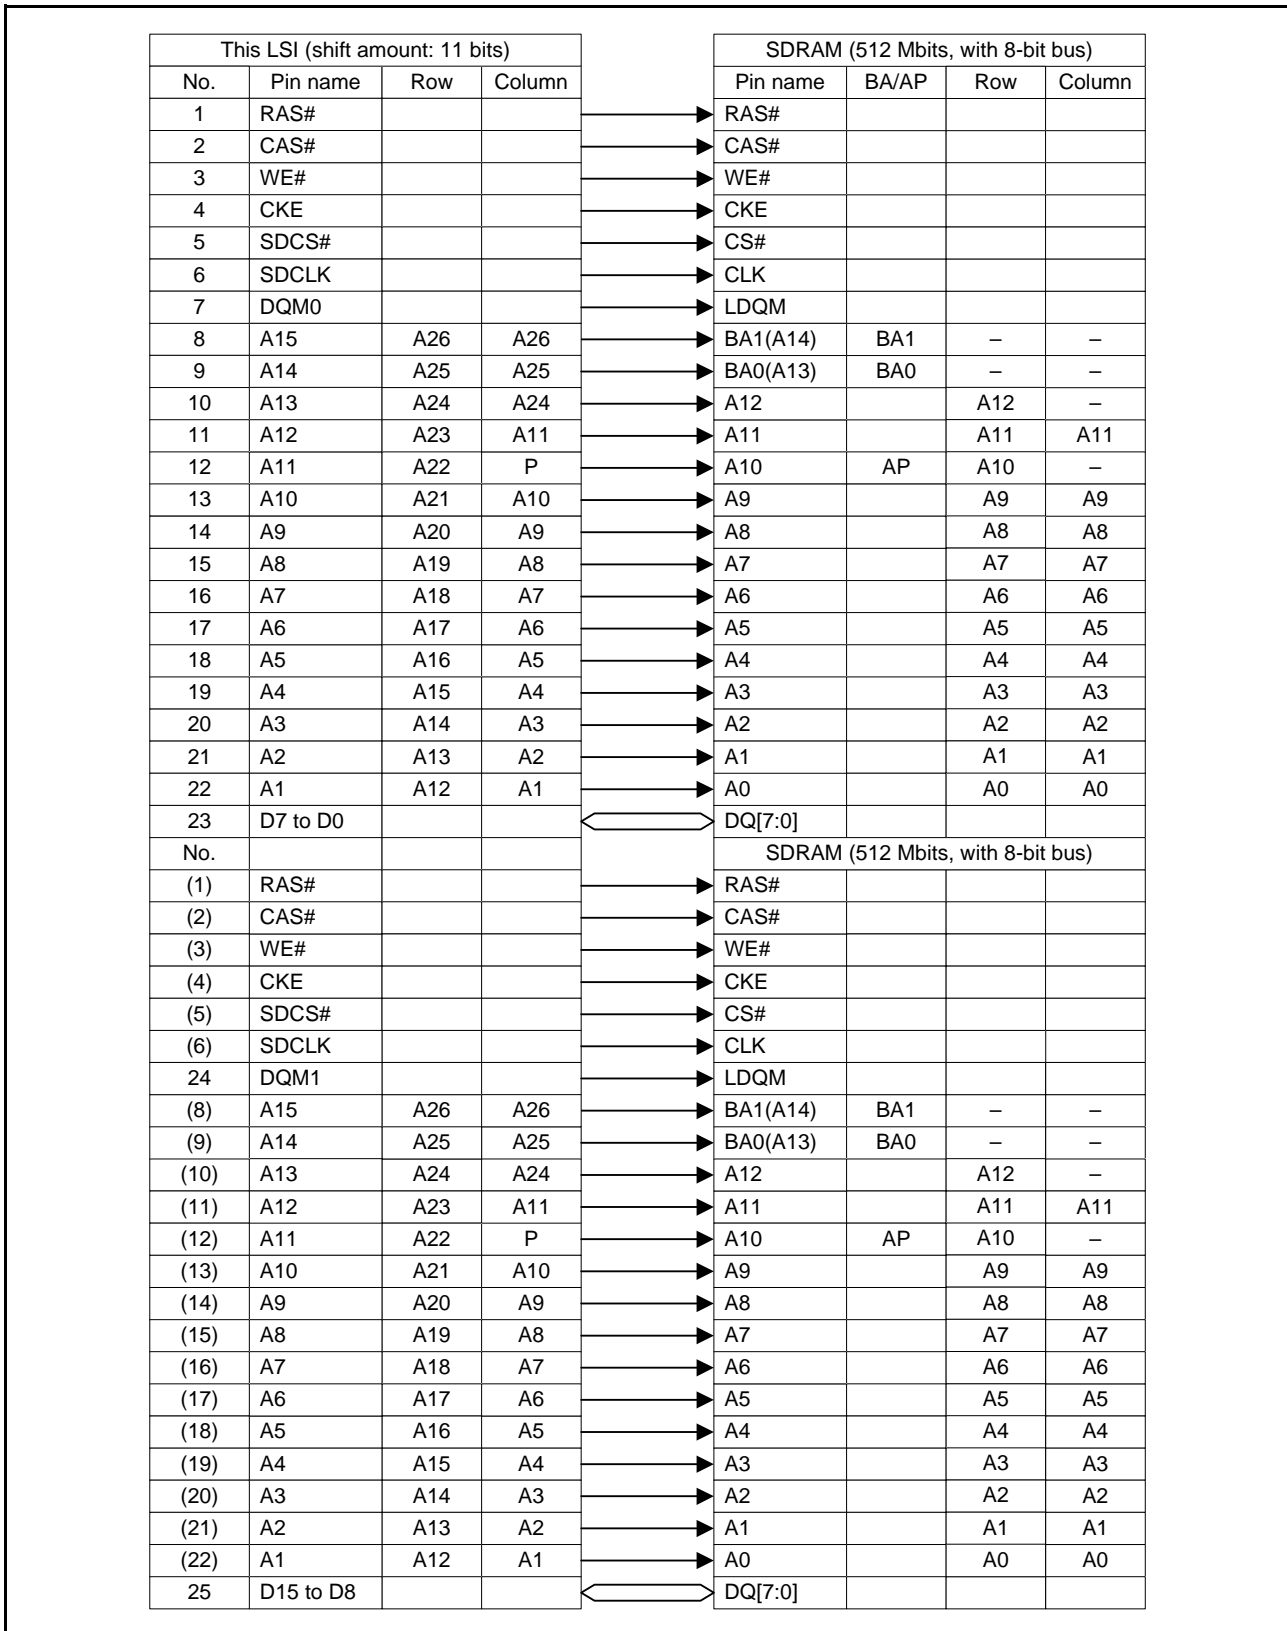 This LSI (shift amount: 11 bits) SDRAM (512 Mbits, with 8-bit bus)
No. Pin name Row Column Pin name BA/AP Row Column
1 RAS# RAS#
2 CAS# CAS#
3 WE# WE#
4 CKE CKE
5 SDCS# CS#
6 SDCLK CLK
7 DQM0 LDQM
8 A15 A26 A26 BA1(A14) BA1 – –
9 A14 A25 A25 BA0(A13) BA0 – –
10 A13 A24 A24 A12 A12 –
11 A12 A23 A11 A11 A11 A11
12 A11 A22 P A10 AP A10 –
13 A10 A21 A10 A9 A9 A9
14 A9 A20 A9 A8 A8 A8
15 A8 A19 A8 A7 A7 A7
16 A7 A18 A7 A6 A6 A6
17 A6 A17 A6 A5 A5 A5
18 A5 A16 A5 A4 A4 A4
19 A4 A15 A4 A3 A3 A3
20 A3 A14 A3 A2 A2 A2
21 A2 A13 A2 A1 A1 A1
22 A1 A12 A1 A0 A0 A0
23 D7 to D0 DQ[7:0]
No. SDRAM (512 Mbits, with 8-bit bus)
(1) RAS# RAS#
(2) CAS# CAS#
(3) WE# WE#
(4) CKE CKE
(5) SDCS# CS#
(6) SDCLK CLK
24 DQM1 LDQM
(8) A15 A26 A26 BA1(A14) BA1 – –
(9) A14 A25 A25 BA0(A13) BA0 – –
(10) A13 A24 A24 A12 A12 –
(11) A12 A23 A11 A11 A11 A11
(12) A11 A22 P A10 AP A10 –
(13) A10 A21 A10 A9 A9 A9
(14) A9 A20 A9 A8 A8 A8
(15) A8 A19 A8 A7 A7 A7
(16) A7 A18 A7 A6 A6 A6
(17) A6 A17 A6 A5 A5 A5
(18) A5 A16 A5 A4 A4 A4
(19) A4 A15 A4 A3 A3 A3
(20) A3 A14 A3 A2 A2 A2
(21) A2 A13 A2 A1 A1 A1
(22) A1 A12 A1 A0 A0 A0
25 D15 to D8 DQ[7:0]